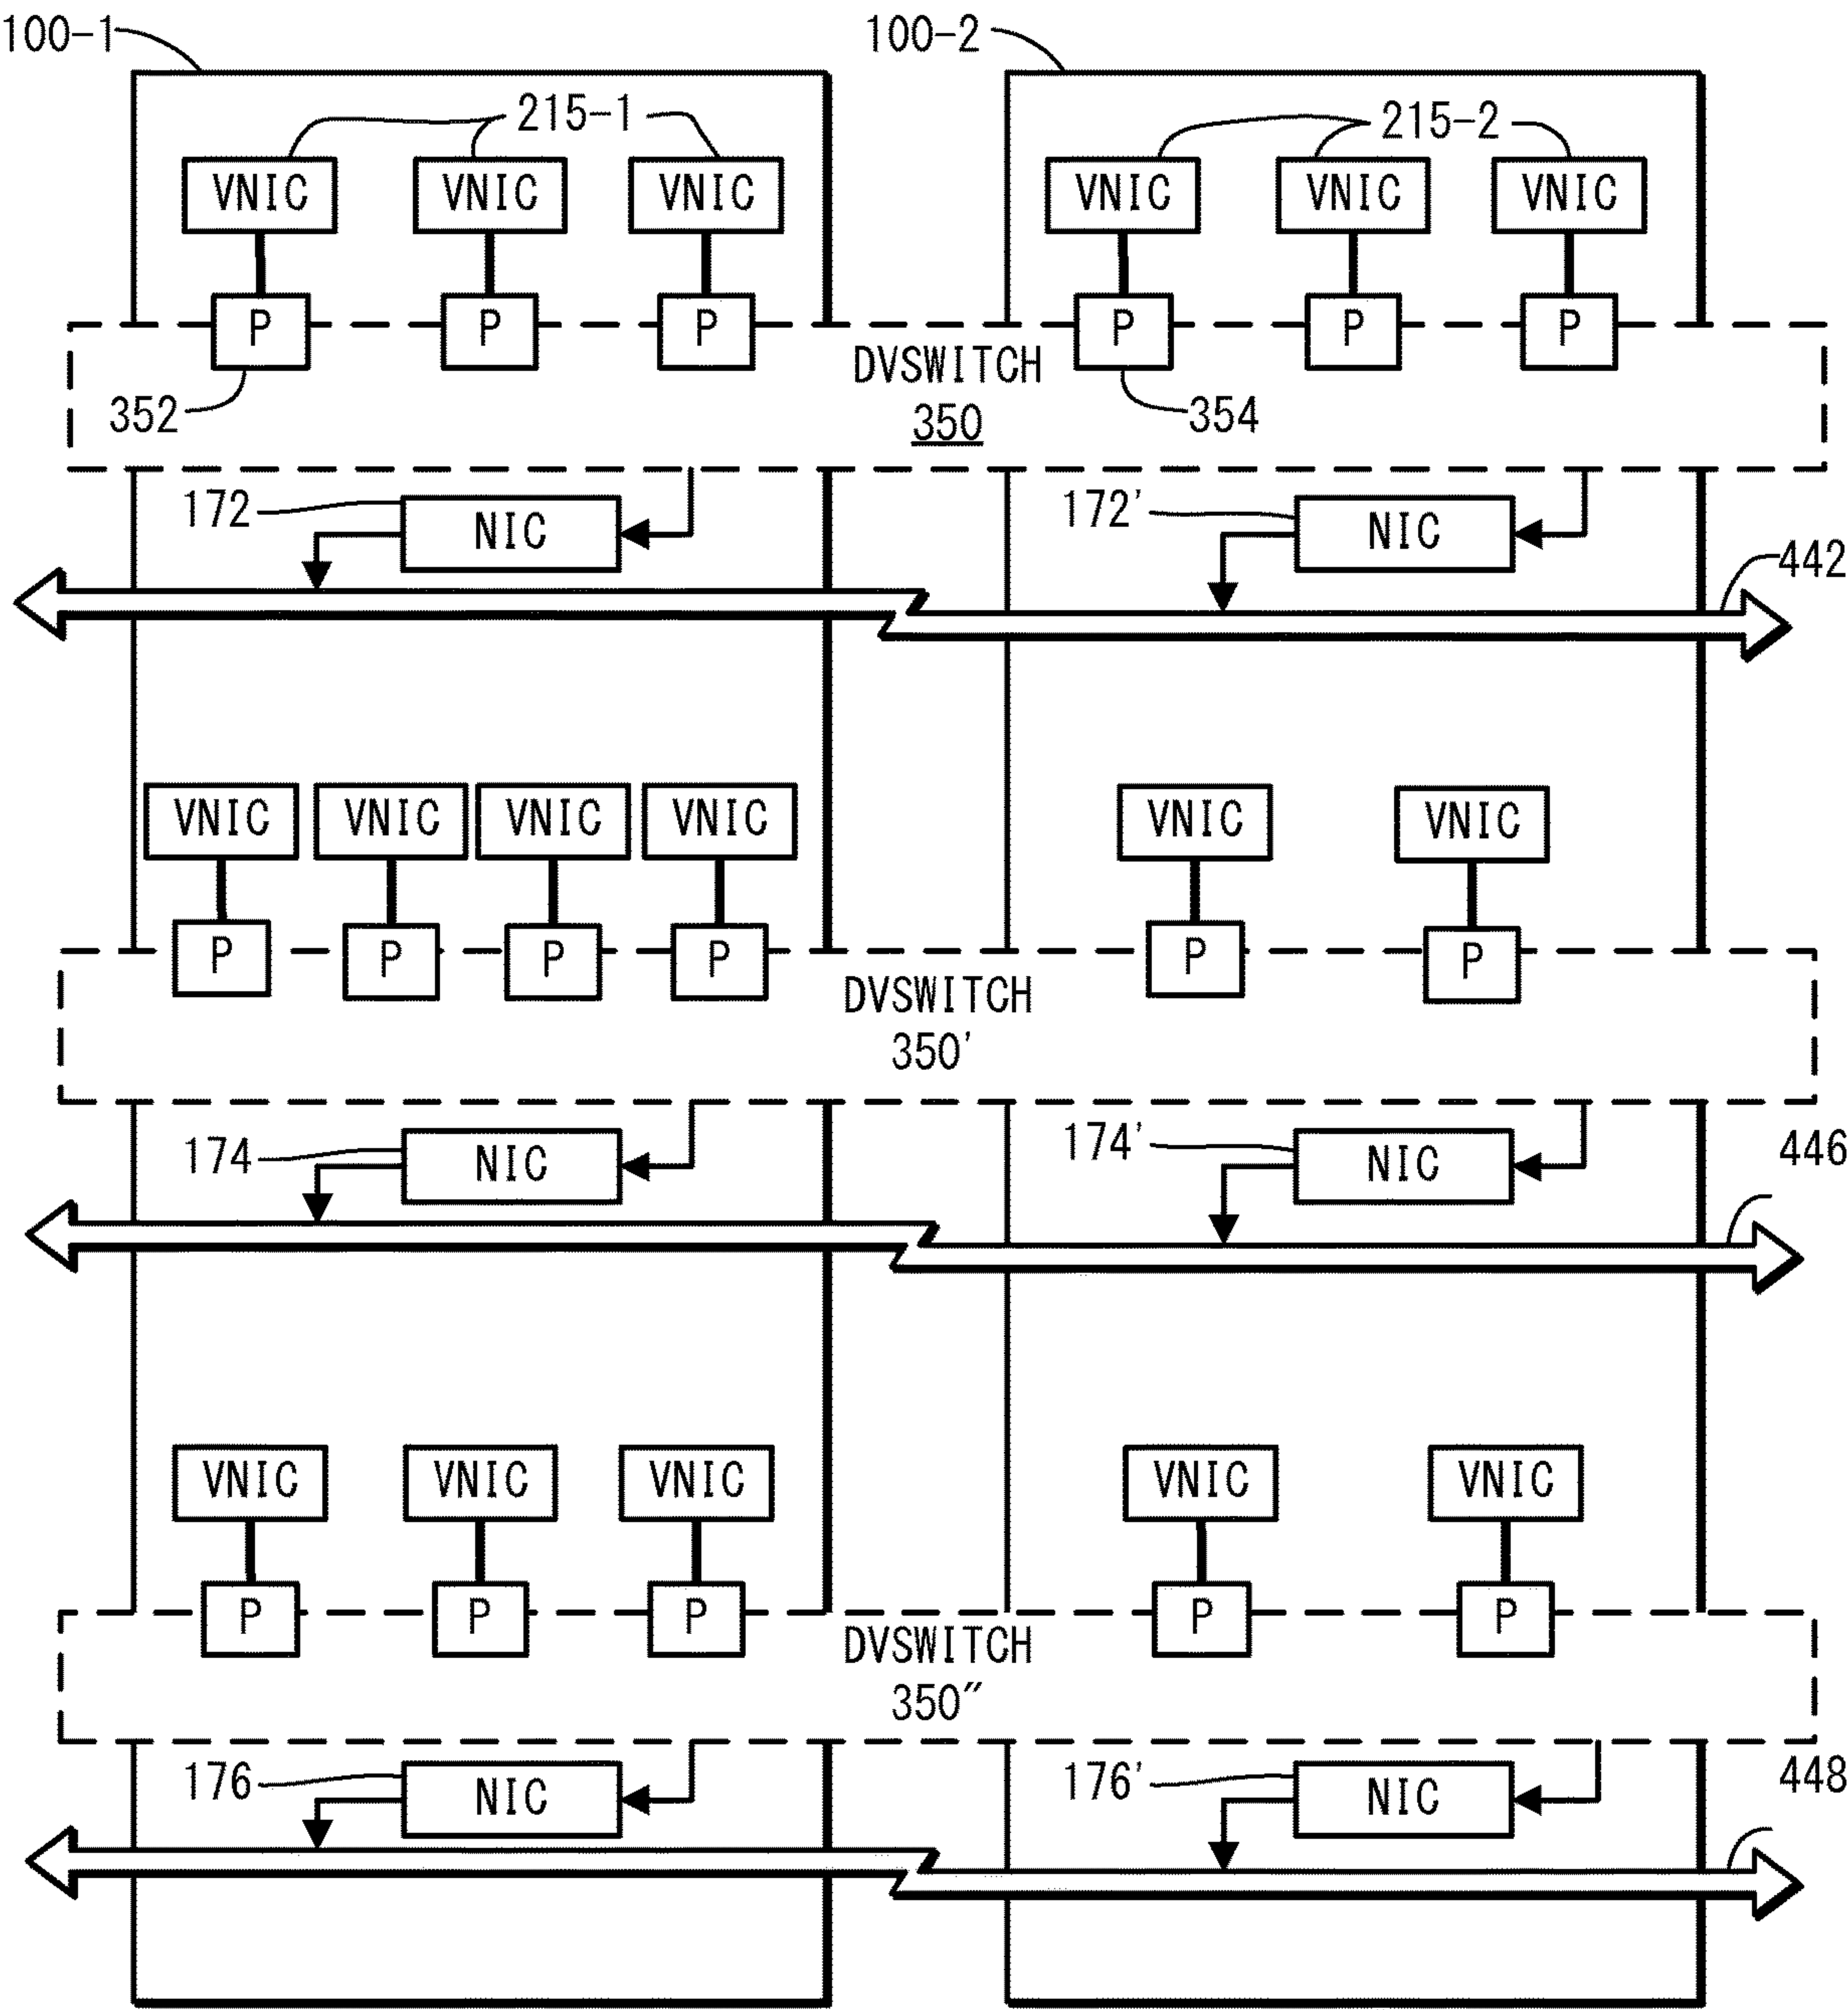 100-1 100-2
215-1 215-2
VNIC VNIC VNIC VNIC VNIC VNIC
P P P P P P
DVSWITCH
352 350 354
172 NIC 172' NIC
442
VNIC VNIC VNIC VNIC VNIC VNIC
P P P P P P
DVSWITCH
350'
174 NIC 174' NIC 446
VNIC VNIC VNIC VNIC VNIC
P P P P P
DVSWITCH
350"
176 NIC 176' NIC 448